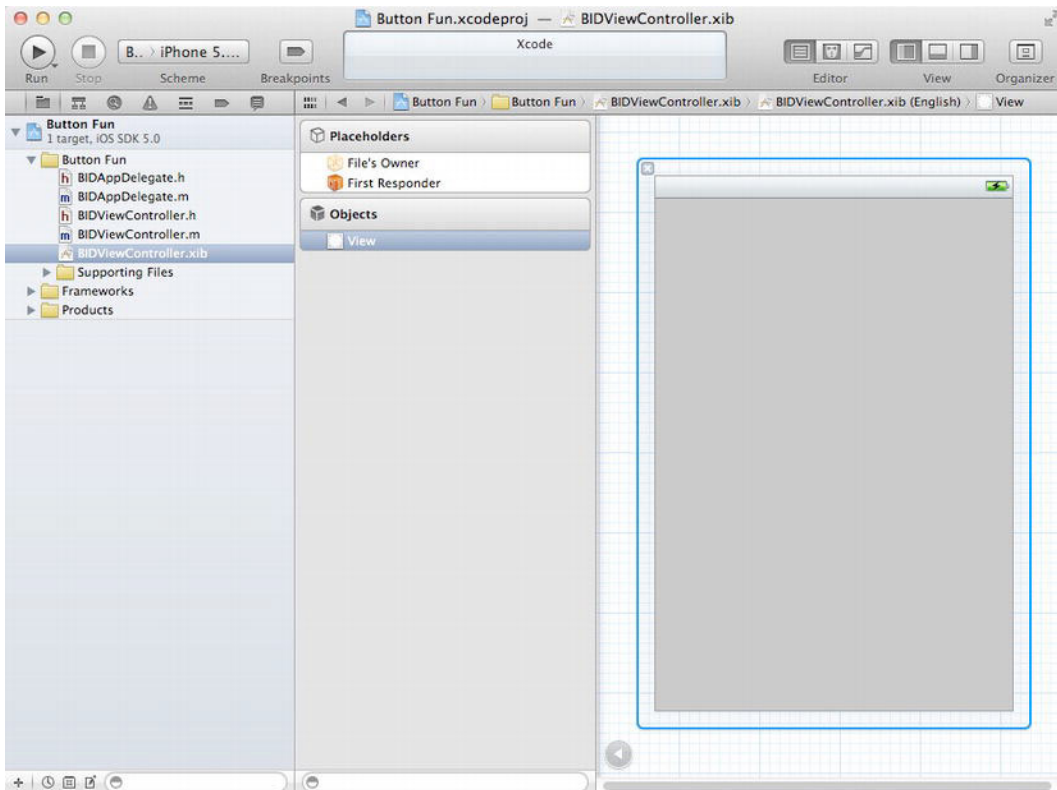 Button Fun.xcodeproj — BIDViewController.xib
B.. › iPhone 5....
Xcode
Run Stop Scheme Breakpoints Editor View Organizer
Button Fun › Button Fun › BIDViewController.xib › BIDViewController.xib (English) › View
Button Fun
1 target, iOS SDK 5.0
Button Fun
h BIDAppDelegate.h
m BIDAppDelegate.m
h BIDViewController.h
m BIDViewController.m
BIDViewController.xib
Supporting Files
Frameworks
Products
Placeholders
File's Owner
First Responder
Objects
View